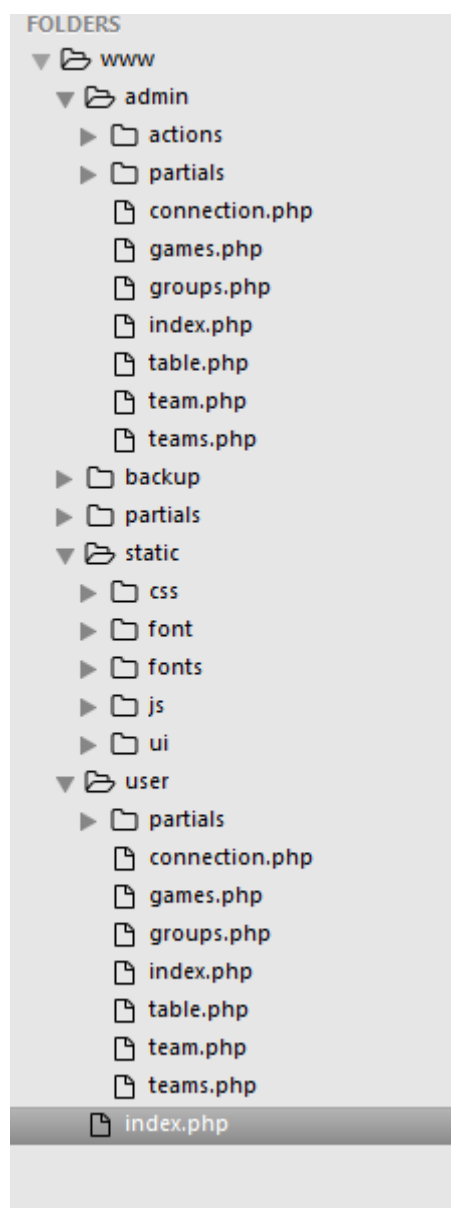 FOLDERS
www
admin
actions
partials
connection.php
games.php
groups.php
index.php
table.php
team.php
teams.php
backup
partials
static
css
font
fonts
js
ui
user
partials
connection.php
games.php
groups.php
index.php
table.php
team.php
teams.php
index.php